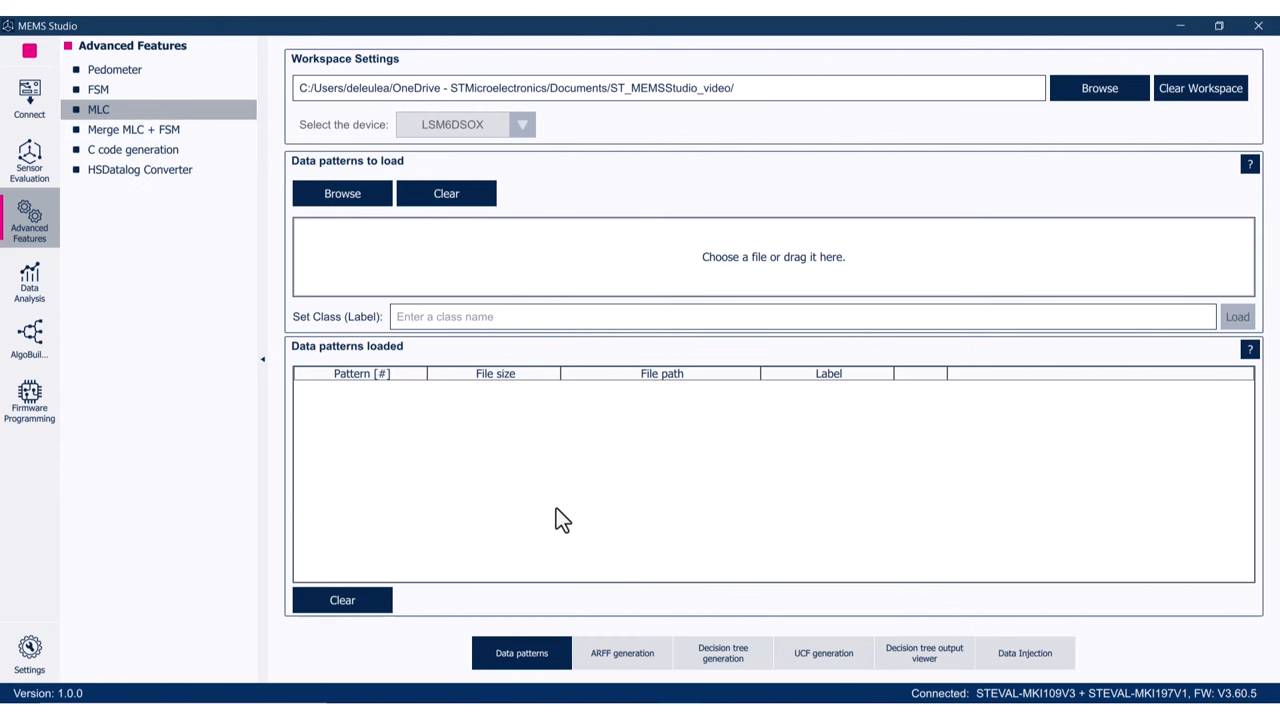 MEMS Studio
Connect
Sensor
Evaluation
Advanced
Features
Data
Analysis
AlgoBuil...
Firmware
Programming
Settings
Advanced Features
Pedometer
FSM
MLC
Merge MLC + FSM
C code generation
HSDatalog Converter
Workspace Settings
C:/Users/deleulea/OneDrive - STMicroelectronics/Documents/ST_MEMSStudio_video/
Browse
Clear Workspace
Select the device: LSM6DSOX
Data patterns to load
?
Browse
Clear
Choose a file or drag it here.
Set Class (Label): Enter a class name
Load
Data patterns loaded
?
Pattern [#] File size File path Label
Clear
Data patterns
ARFF generation
Decision tree
generation
UCF generation
Decision tree output
viewer
Data Injection
Version: 1.0.0
Connected: STEVAL-MKI109V3 + STEVAL-MKI197V1, FW: V3.60.5